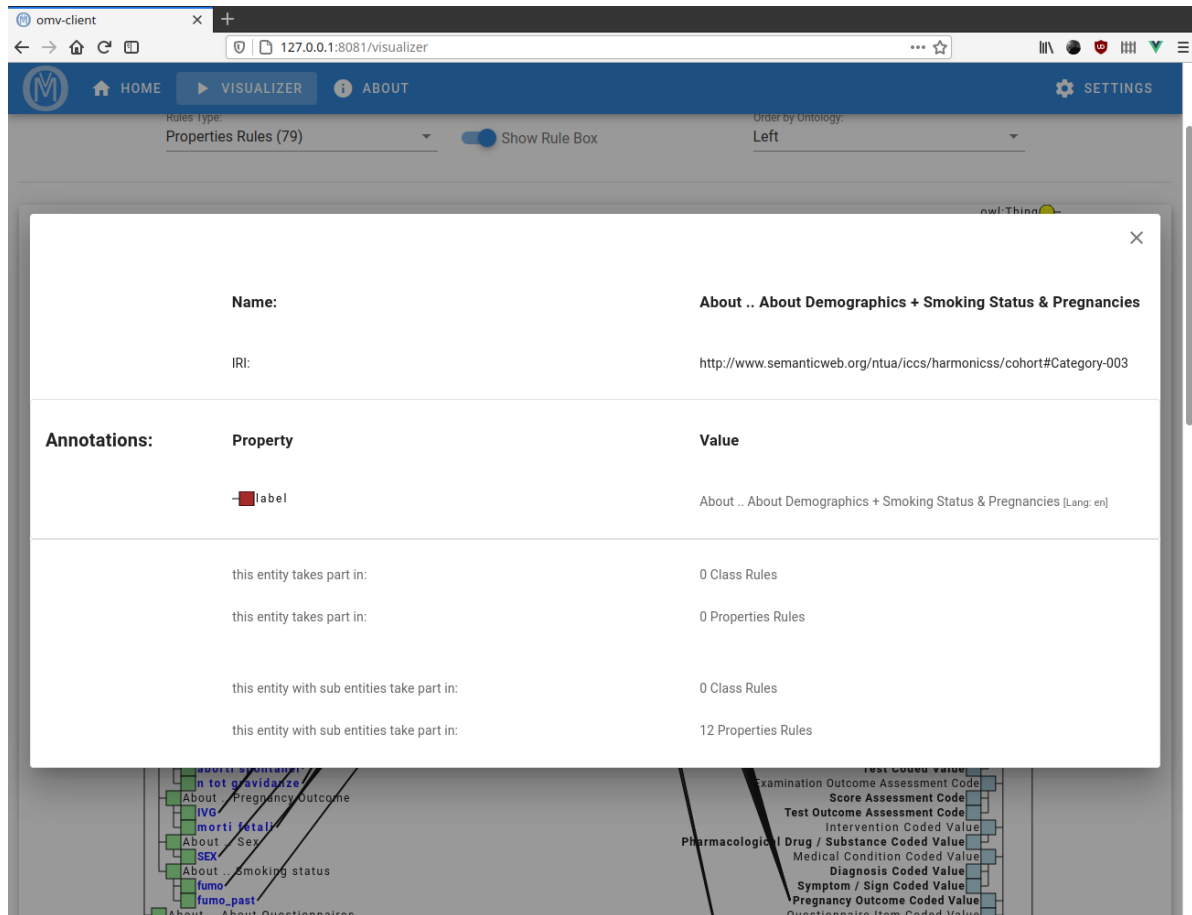 omv-client
127.0.0.1:8081/visualizer
HOME
VISUALIZER
ABOUT
SETTINGS
Rules Type:
Order by Ontology:
Properties Rules (79)
Show Rule Box
Left
owl:Thing
Name:
About .. About Demographics + Smoking Status & Pregnancies
IRI:
http://www.semanticweb.org/ntua/iccs/harmonicss/cohort#Category-003
Annotations:
Property
Value
label
About .. About Demographics + Smoking Status & Pregnancies [Lang: en]
this entity takes part in:
0 Class Rules
this entity takes part in:
0 Properties Rules
this entity with sub entities take part in:
0 Class Rules
this entity with sub entities take part in:
12 Properties Rules
aborti spontanei
Test Coded Value
n tot gravidanze
Examination Outcome Assessment Code
About .. Pregnancy Outcome
Score Assessment Code
IVG
Test Outcome Assessment Code
morti fetali
Intervention Coded Value
About .. Sex
Pharmacological Drug / Substance Coded Value
SEX
Medical Condition Coded Value
About .. Smoking status
Diagnosis Coded Value
fumo
Symptom / Sign Coded Value
fumo_past
Pregnancy Outcome Coded Value
About .. About Questionnaires
Questionnaire Item Coded Value